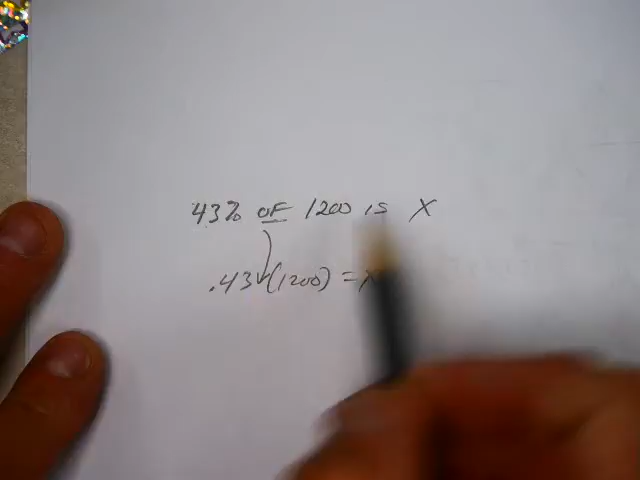 43% of 1200 is X
.43(1200) = X